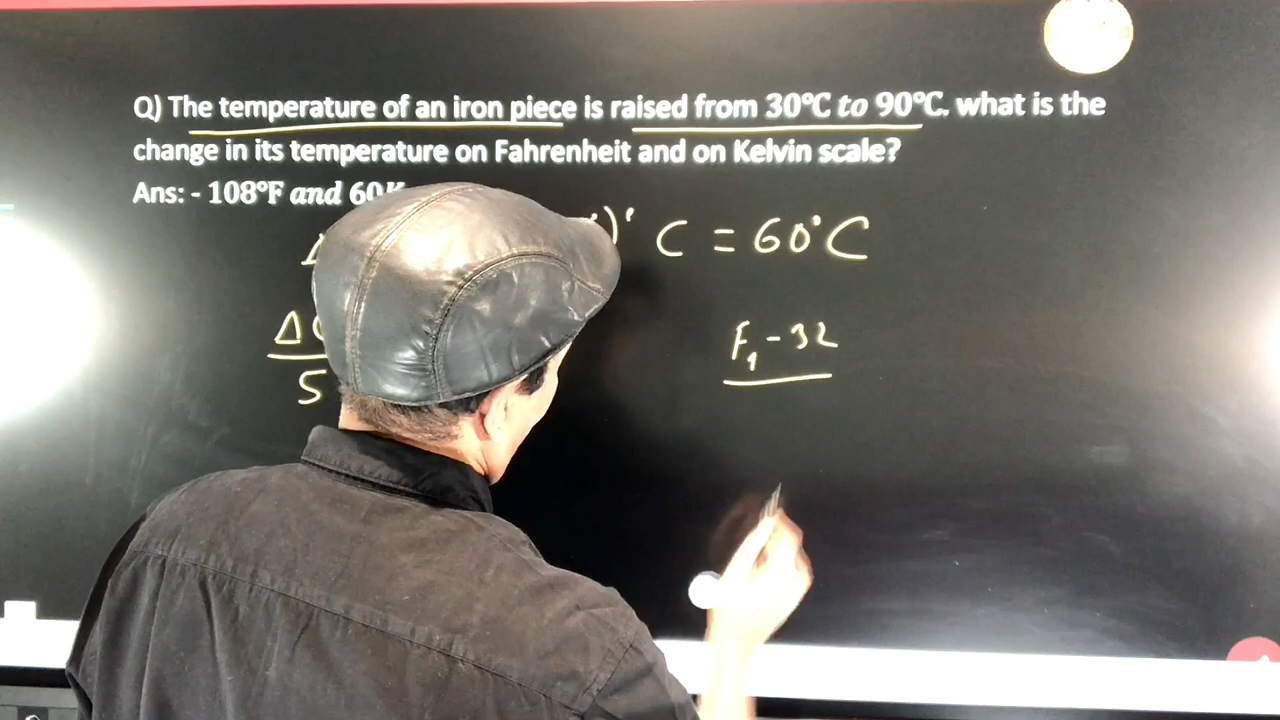 Q) The temperature of an iron piece is raised from 30°C to 90°C. what is the
change in its temperature on Fahrenheit and on Kelvin scale?
Ans: - 108°F and 60K
C = 60°C
F₁ - 32
5